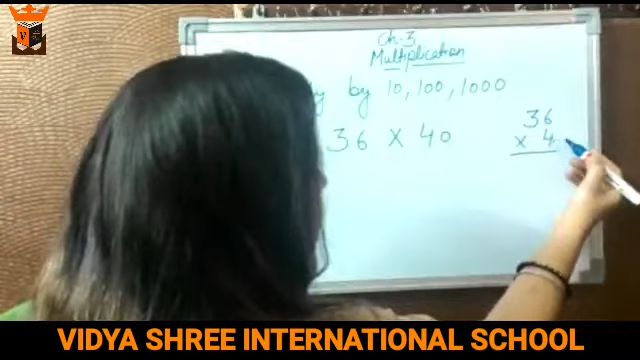 Ch-3
Multiplication
by 10, 100, 1000
36 × 40
36
× 4
VIDYA SHREE INTERNATIONAL SCHOOL